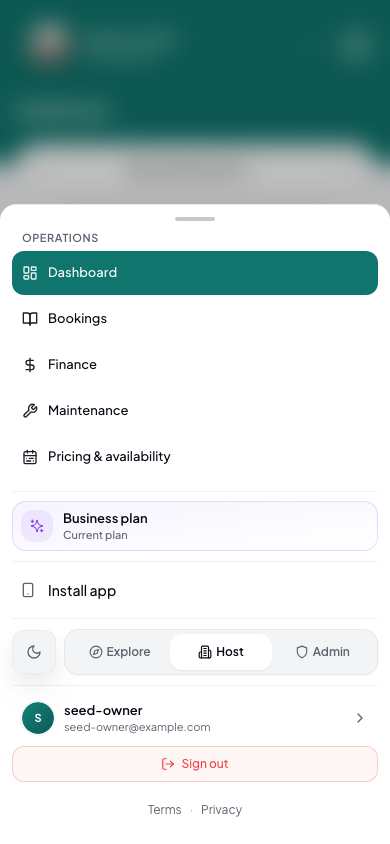 OPERATIONS
Dashboard
Bookings
Finance
Maintenance
Pricing & availability
Business plan
Current plan
Install app
Explore Host Admin
S
seed-owner
seed-owner@example.com
Sign out
Terms · Privacy